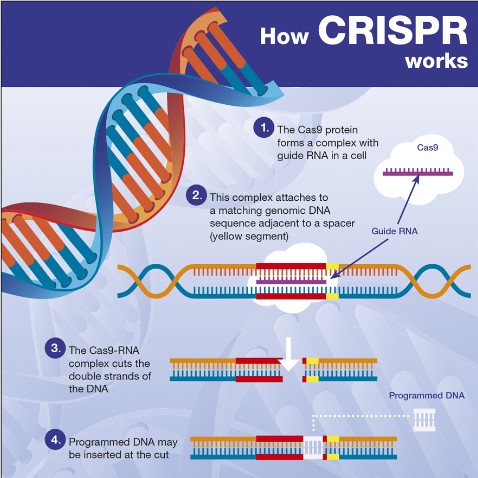 How CRISPR
works
1. The Cas9 protein
forms a complex with
guide RNA in a cell
Cas9
2. This complex attaches to
a matching genomic DNA
sequence adjacent to a spacer
(yellow segment)
Guide RNA
3. The Cas9-RNA
complex cuts the
double strands of
the DNA
Programmed DNA
4. Programmed DNA may
be inserted at the cut